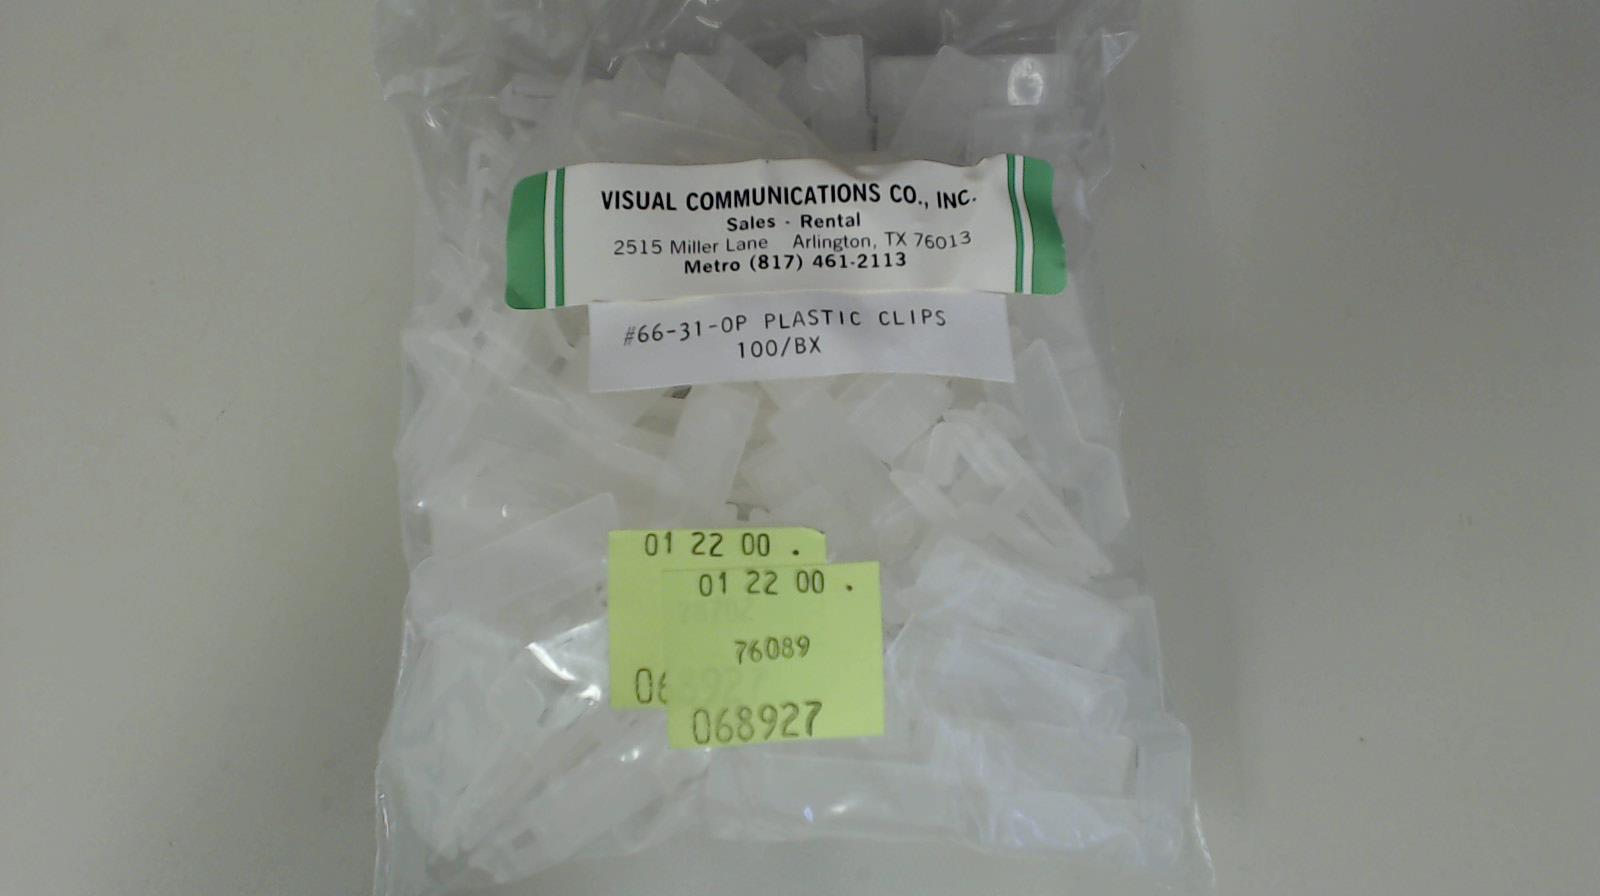 VISUAL COMMUNICATIONS CO., INC.
Sales - Rental
2515 Miller Lane Arlington, TX 76013
Metro (817) 461-2113
#66-31-OP PLASTIC CLIPS
100/BX
01 22 00 .
01 22 00 .
76089
068927